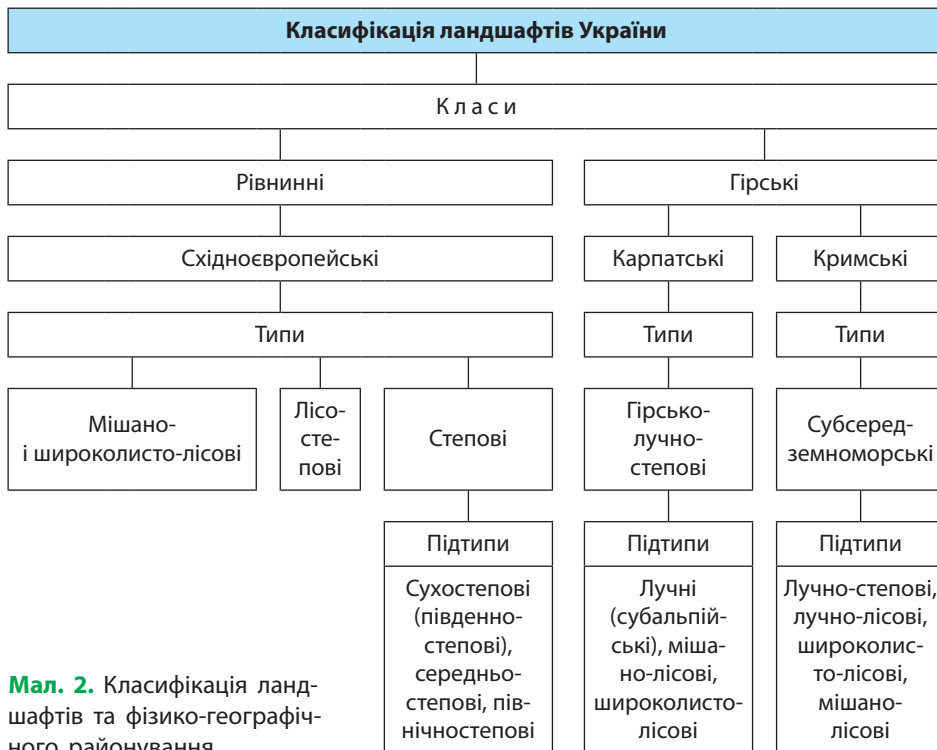 Класифікація ландшафтів України
К л а с и
Рівнинні
Гірські
Східноєвропейські
Карпатські
Кримські
Типи
Типи
Типи
Мішано-
і широколисто-лісові
Лісо-
сте-
пові
Степові
Гірсько-
лучно-
степові
Субсеред-
земноморські
Підтипи
Сухостепові
(південно-
степові),
середньо-
степові, пів-
нічностепові
Підтипи
Лучні
(субальпій-
ські), міша-
но-лісові,
широколисто-
лісові
Підтипи
Лучно-степові,
лучно-лісові,
широколис-
то-лісові,
мішано-
лісові
Мал. 2. Класифікація ланд-
шафтів та фізико-географіч-
ного районування